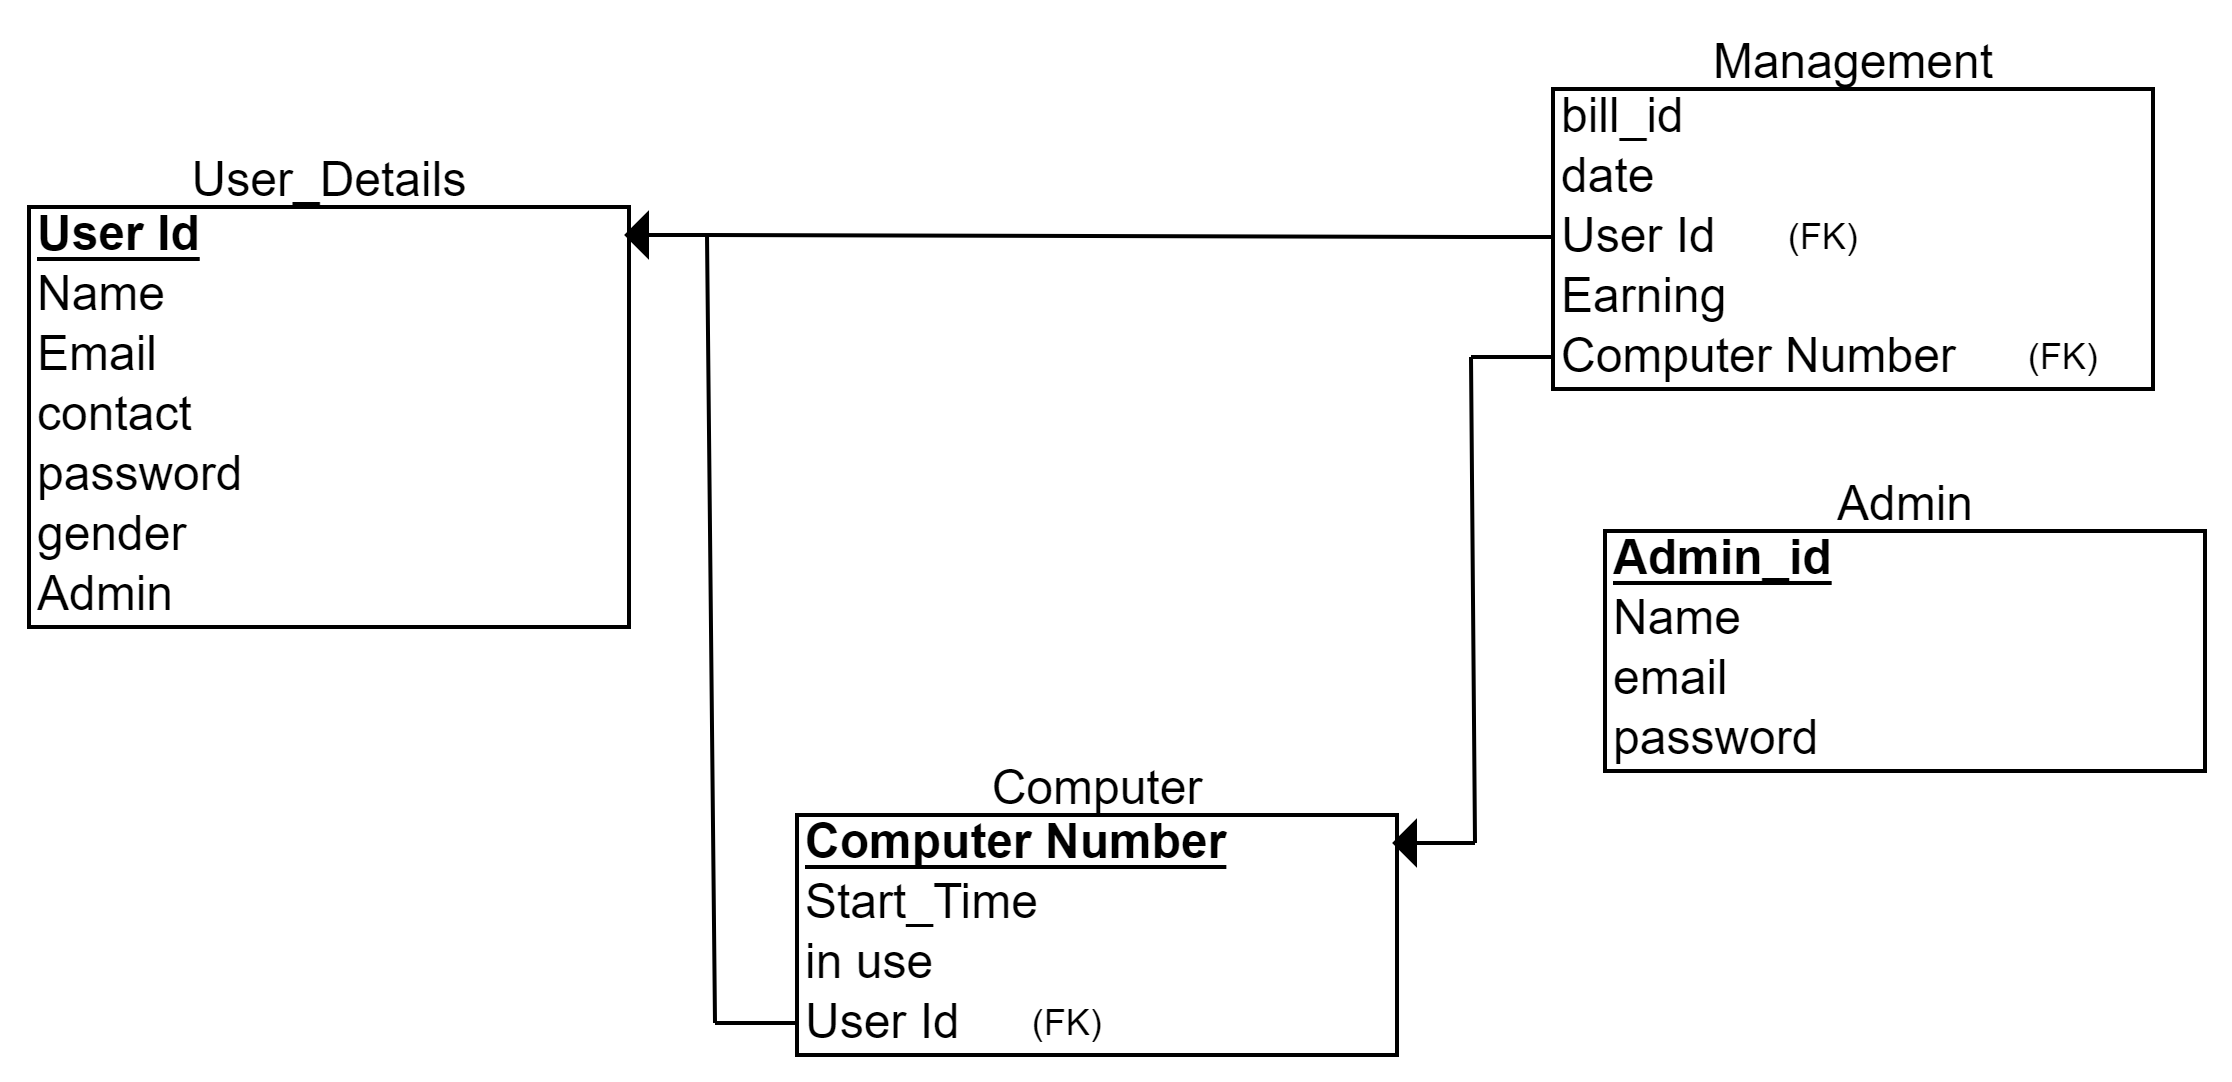 User_Details
User Id
Name
Email
contact
password
gender
Admin
Management
bill_id
date
User Id (FK)
Earning
Computer Number (FK)
Admin
Admin_id
Name
email
password
Computer
Computer Number
Start_Time
in use
User Id (FK)